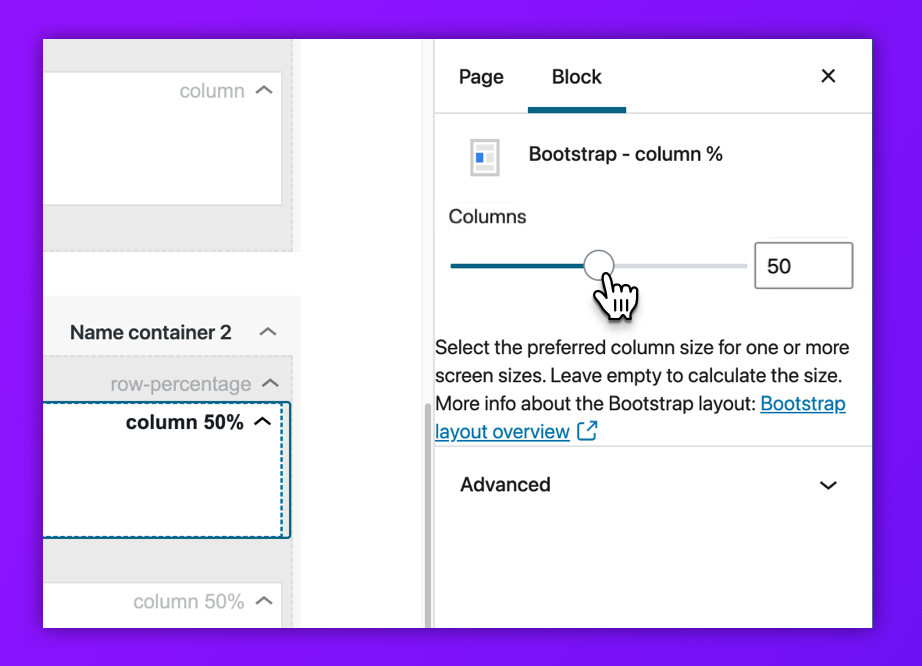 column
Name container 2
row-percentage
column 50%
column 50%
Page Block
Bootstrap - column %
Columns
50
Select the preferred column size for one or more
screen sizes. Leave empty to calculate the size.
More info about the Bootstrap layout: Bootstrap
layout overview
Advanced